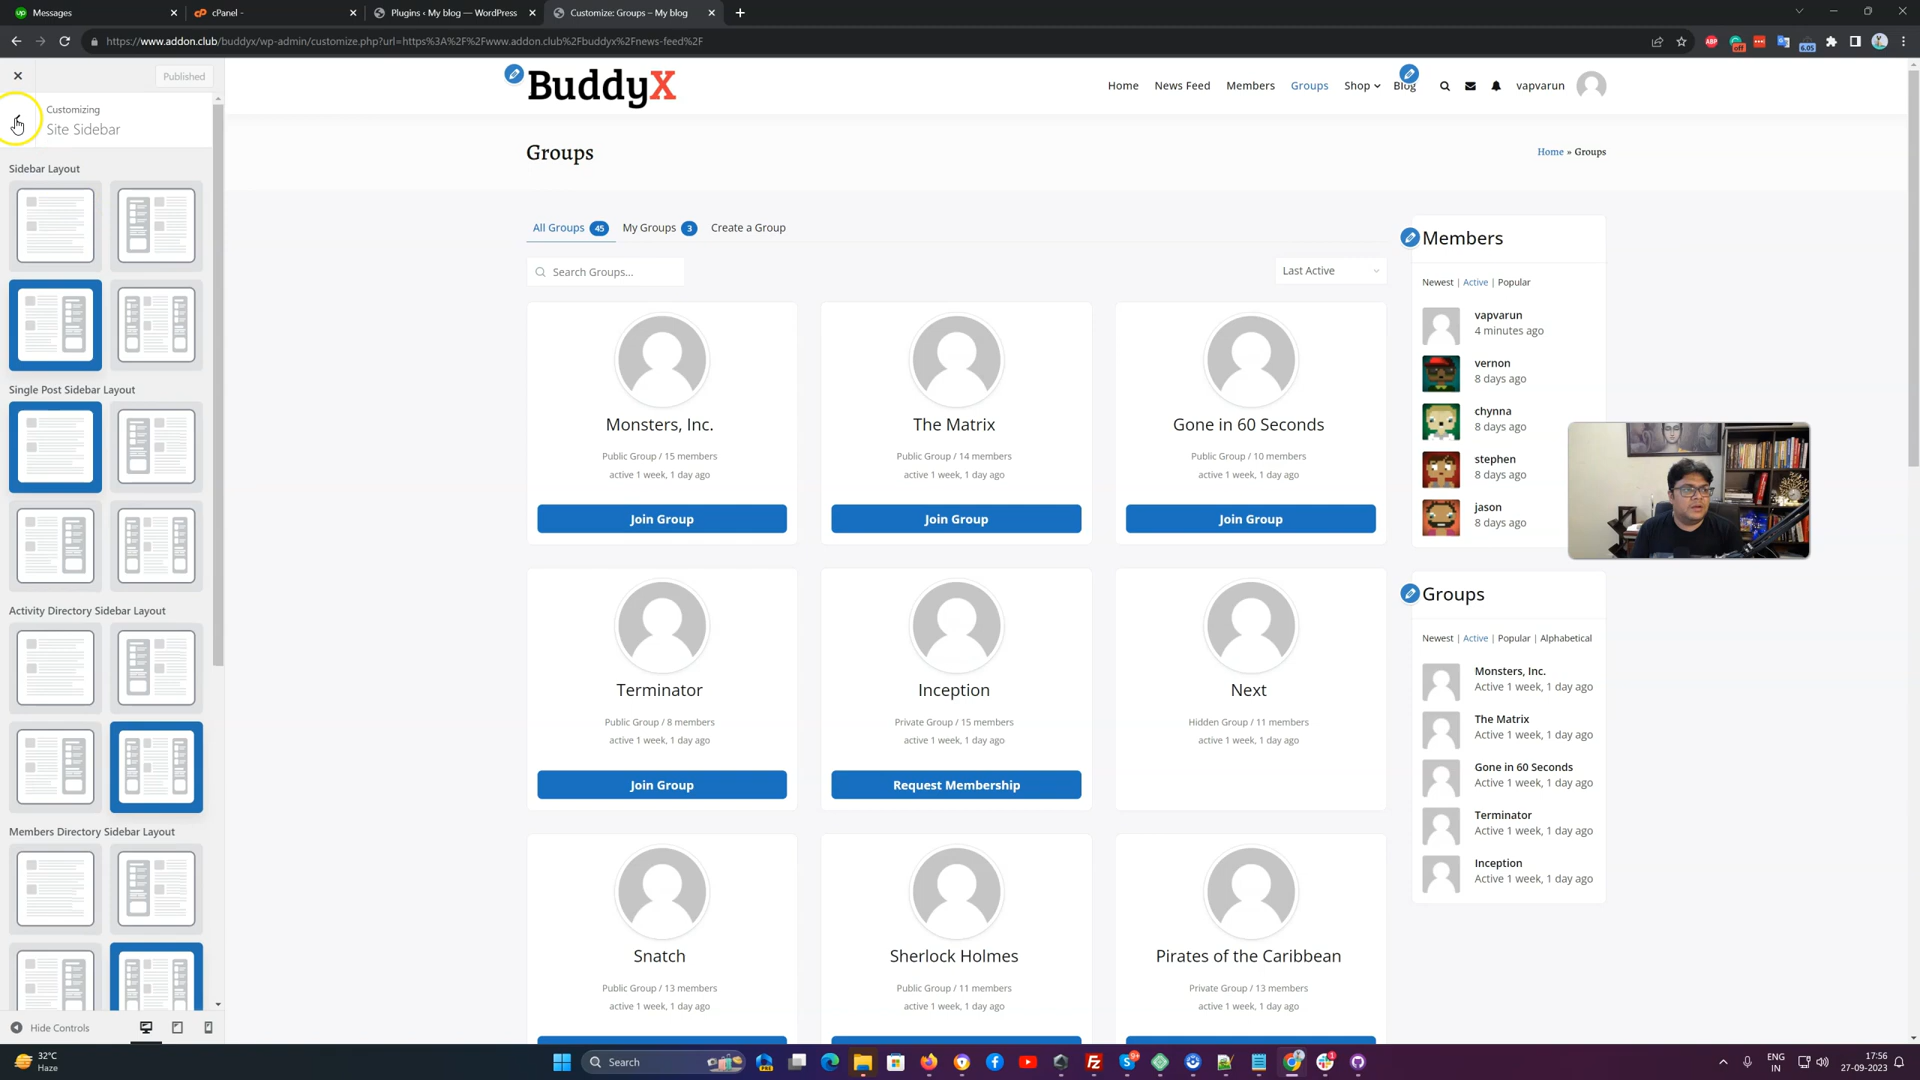 Messages
cPanel -
Plugins ‹ My blog — WordPress
Customize: Groups – My blog
https://www.addon.club/buddyx/wp-admin/customize.php?url=https%3A%2F%2Fwww.addon.club%2Fbuddyx%2Fnews-feed%2F
Published
Customizing
Site Sidebar
BuddyX
Home
News Feed
Members
Groups
Shop
Blog
vapvarun
Groups
Home » Groups
Sidebar Layout
Single Post Sidebar Layout
Activity Directory Sidebar Layout
Members Directory Sidebar Layout
Hide Controls
All Groups 45
My Groups 3
Create a Group
Search Groups...
Last Active
Monsters, Inc.
Public Group / 15 members
active 1 week, 1 day ago
Join Group
The Matrix
Public Group / 14 members
active 1 week, 1 day ago
Join Group
Gone in 60 Seconds
Public Group / 10 members
active 1 week, 1 day ago
Join Group
Terminator
Public Group / 8 members
active 1 week, 1 day ago
Join Group
Inception
Private Group / 15 members
active 1 week, 1 day ago
Request Membership
Next
Hidden Group / 11 members
active 1 week, 1 day ago
Snatch
Public Group / 13 members
active 1 week, 1 day ago
Sherlock Holmes
Public Group / 11 members
active 1 week, 1 day ago
Pirates of the Caribbean
Private Group / 13 members
active 1 week, 1 day ago
Members
Newest | Active | Popular
vapvarun
4 minutes ago
vernon
8 days ago
chynna
8 days ago
stephen
8 days ago
jason
8 days ago
Groups
Newest | Active | Popular | Alphabetical
Monsters, Inc.
Active 1 week, 1 day ago
The Matrix
Active 1 week, 1 day ago
Gone in 60 Seconds
Active 1 week, 1 day ago
Terminator
Active 1 week, 1 day ago
Inception
Active 1 week, 1 day ago
32°C
Haze
Search
ENG
IN
17:56
27-09-2023